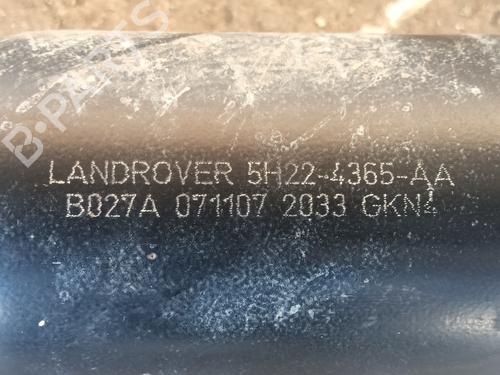 B-PARTS
LANDROVER 5H22-4365-AA
B027A 071107 2033 GKN4